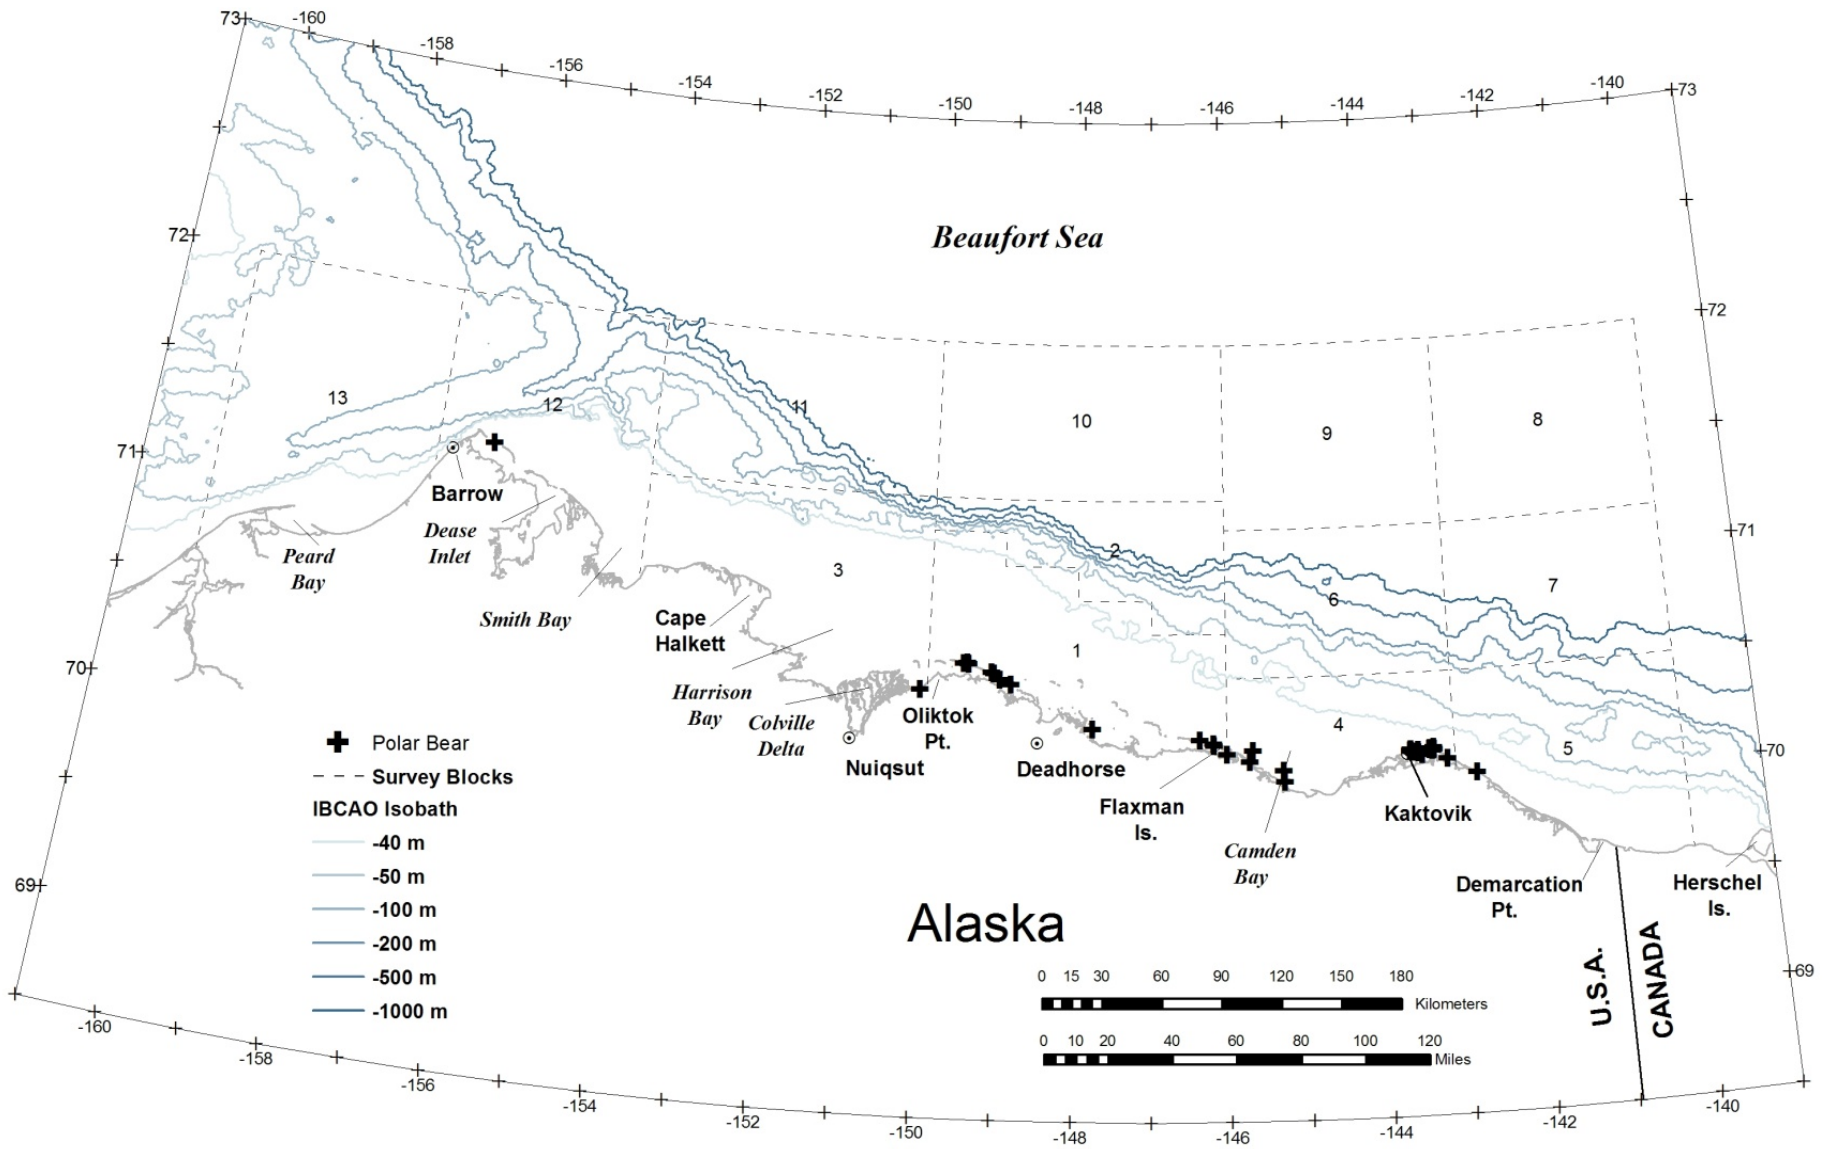 73
-160
-158
-156
-154
-152
-150
-148
-146
-144
-142
-140
73
72
Beaufort Sea
72
13
12
11
10
9
8
71
Barrow
Dease
Inlet
Peard
Bay
Smith Bay
3
2
6
7
71
Cape
Halkett
1
70
Harrison
Bay
Colville
Delta
Oliktok
Pt.
Nuiqsut
Deadhorse
Flaxman
Is.
Camden
Bay
4
5
70
Kaktovik
Demarcation
Pt.
Herschel
Is.
Polar Bear
Survey Blocks
IBCAO Isobath
-40 m
-50 m
-100 m
-200 m
-500 m
-1000 m
69
Alaska
U.S.A.
CANADA
69
0 15 30 60 90 120 150 180
Kilometers
0 10 20 40 60 80 100 120
Miles
-160
-158
-156
-154
-152
-150
-148
-146
-144
-142
-140